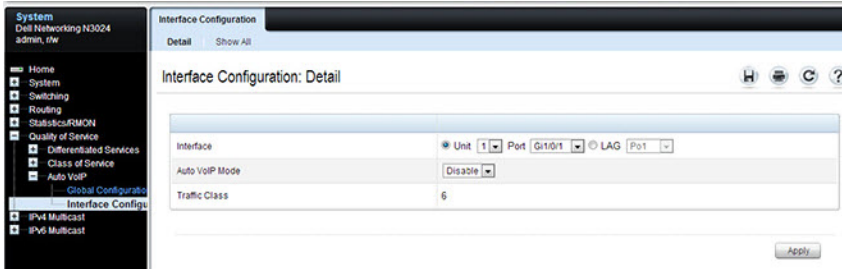 System
Dell Networking N3024
admin, r/w
Home
System
Switching
Routing
Statistics/RMON
Quality of Service
Differentiated Services
Class of Service
Auto VoIP
Global Configuratio
Interface Configu
IPv4 Multicast
IPv6 Multicast
Interface Configuration
Detail Show All
Interface Configuration: Detail
Interface Unit 1 Port Gi1/0/1 LAG Po1
Auto VoIP Mode Disable
Traffic Class 6
Apply